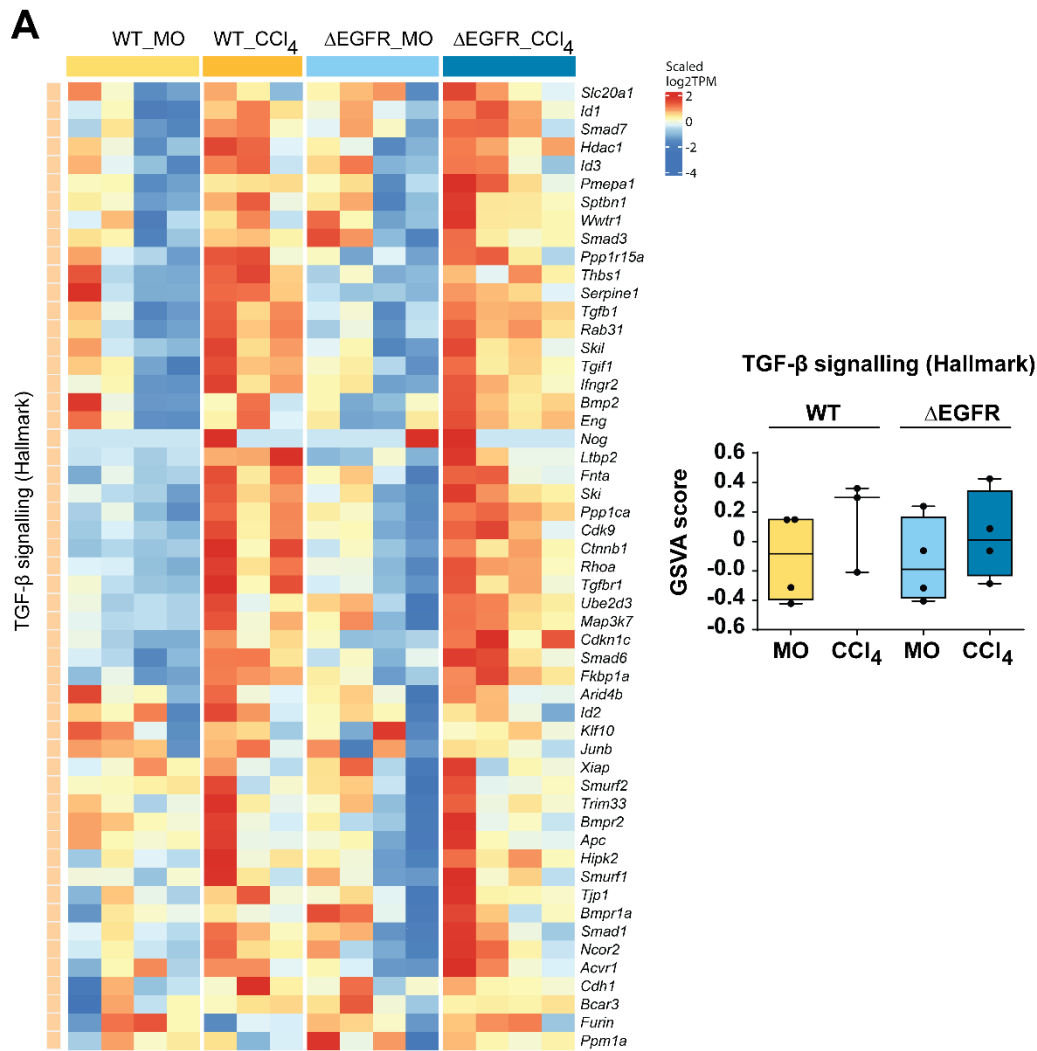 A
WT_MO WT_CCl4 ΔEGFR_MO ΔEGFR_CCl4
Scaled
log2TPM
2
0
-2
-4
TGF-β signalling (Hallmark)
Slc20a1
Id1
Smad7
Hdac1
Id3
Pmepa1
Sptbn1
Wwtr1
Smad3
Ppp1r15a
Thbs1
Serpine1
Tgfb1
Rab31
Skil
Tgif1
Ifngr2
Bmp2
Eng
Nog
Ltbp2
Fnta
Ski
Ppp1ca
Cdk9
Ctnnb1
Rhoa
Tgfbr1
Ube2d3
Map3k7
Cdkn1c
Smad6
Fkbp1a
Arid4b
Id2
Klf10
Junb
Xiap
Smurf2
Trim33
Bmpr2
Apc
Hipk2
Smurf1
Tjp1
Bmpr1a
Smad1
Ncor2
Acvr1
Cdh1
Bcar3
Furin
Ppm1a
TGF-β signalling (Hallmark)
WT ΔEGFR
GSVA score
0.6
0.4
0.2
0
-0.0
-0.4
-0.6
MO CCl4 MO CCl4